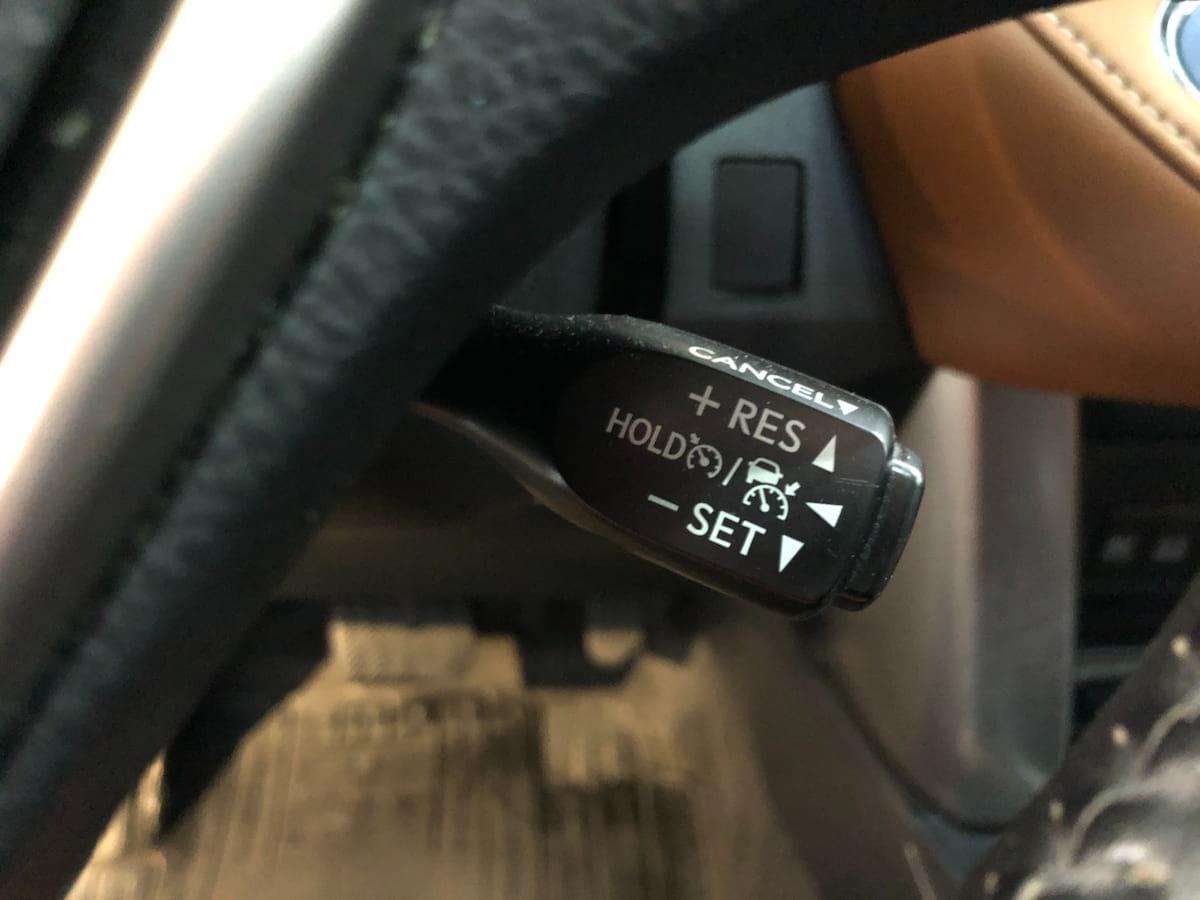 CANCEL▼
+ RES ▲
HOLD /
− SET ▼